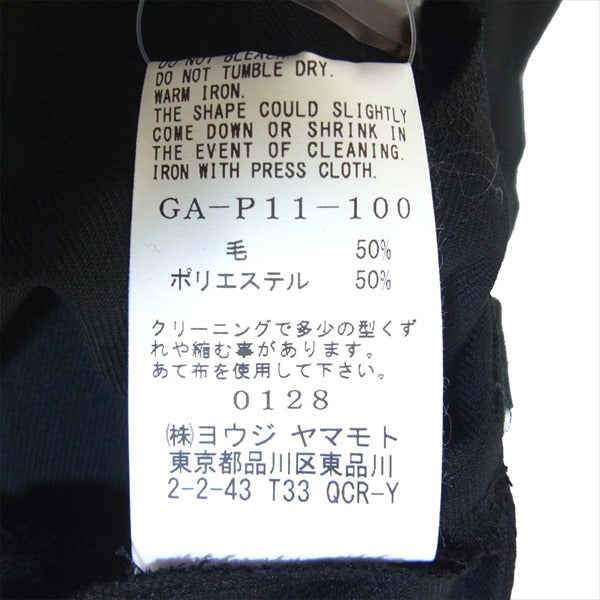 DO NOT BLEACH.
DO NOT TUMBLE DRY.
WARM IRON.
THE SHAPE COULD SLIGHTLY
COME DOWN OR SHRINK IN
THE EVENT OF CLEANING.
IRON WITH PRESS CLOTH.
GA-P11-100
毛 50%
ポリエステル 50%
クリーニングで多少の型くず
れや縮む事があります。
あて布を使用して下さい。
0128
㈱ヨウジ ヤマモト
東京都品川区東品川
2-2-43 T33 QCR-Y